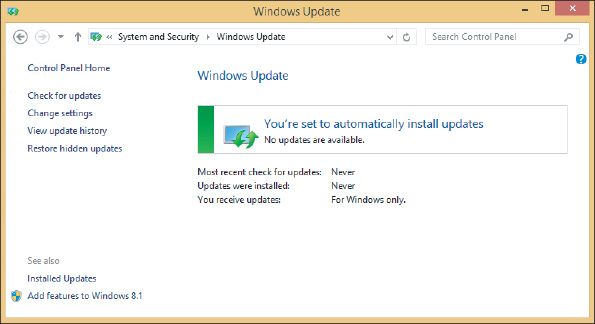 Windows Update
« System and Security Windows Update
Search Control Panel
Control Panel Home
Check for updates
Change settings
View update history
Restore hidden updates
Windows Update
You're set to automatically install updates
No updates are available.
Most recent check for updates: Never
Updates were installed: Never
You receive updates: For Windows only.
See also
Installed Updates
Add features to Windows 8.1